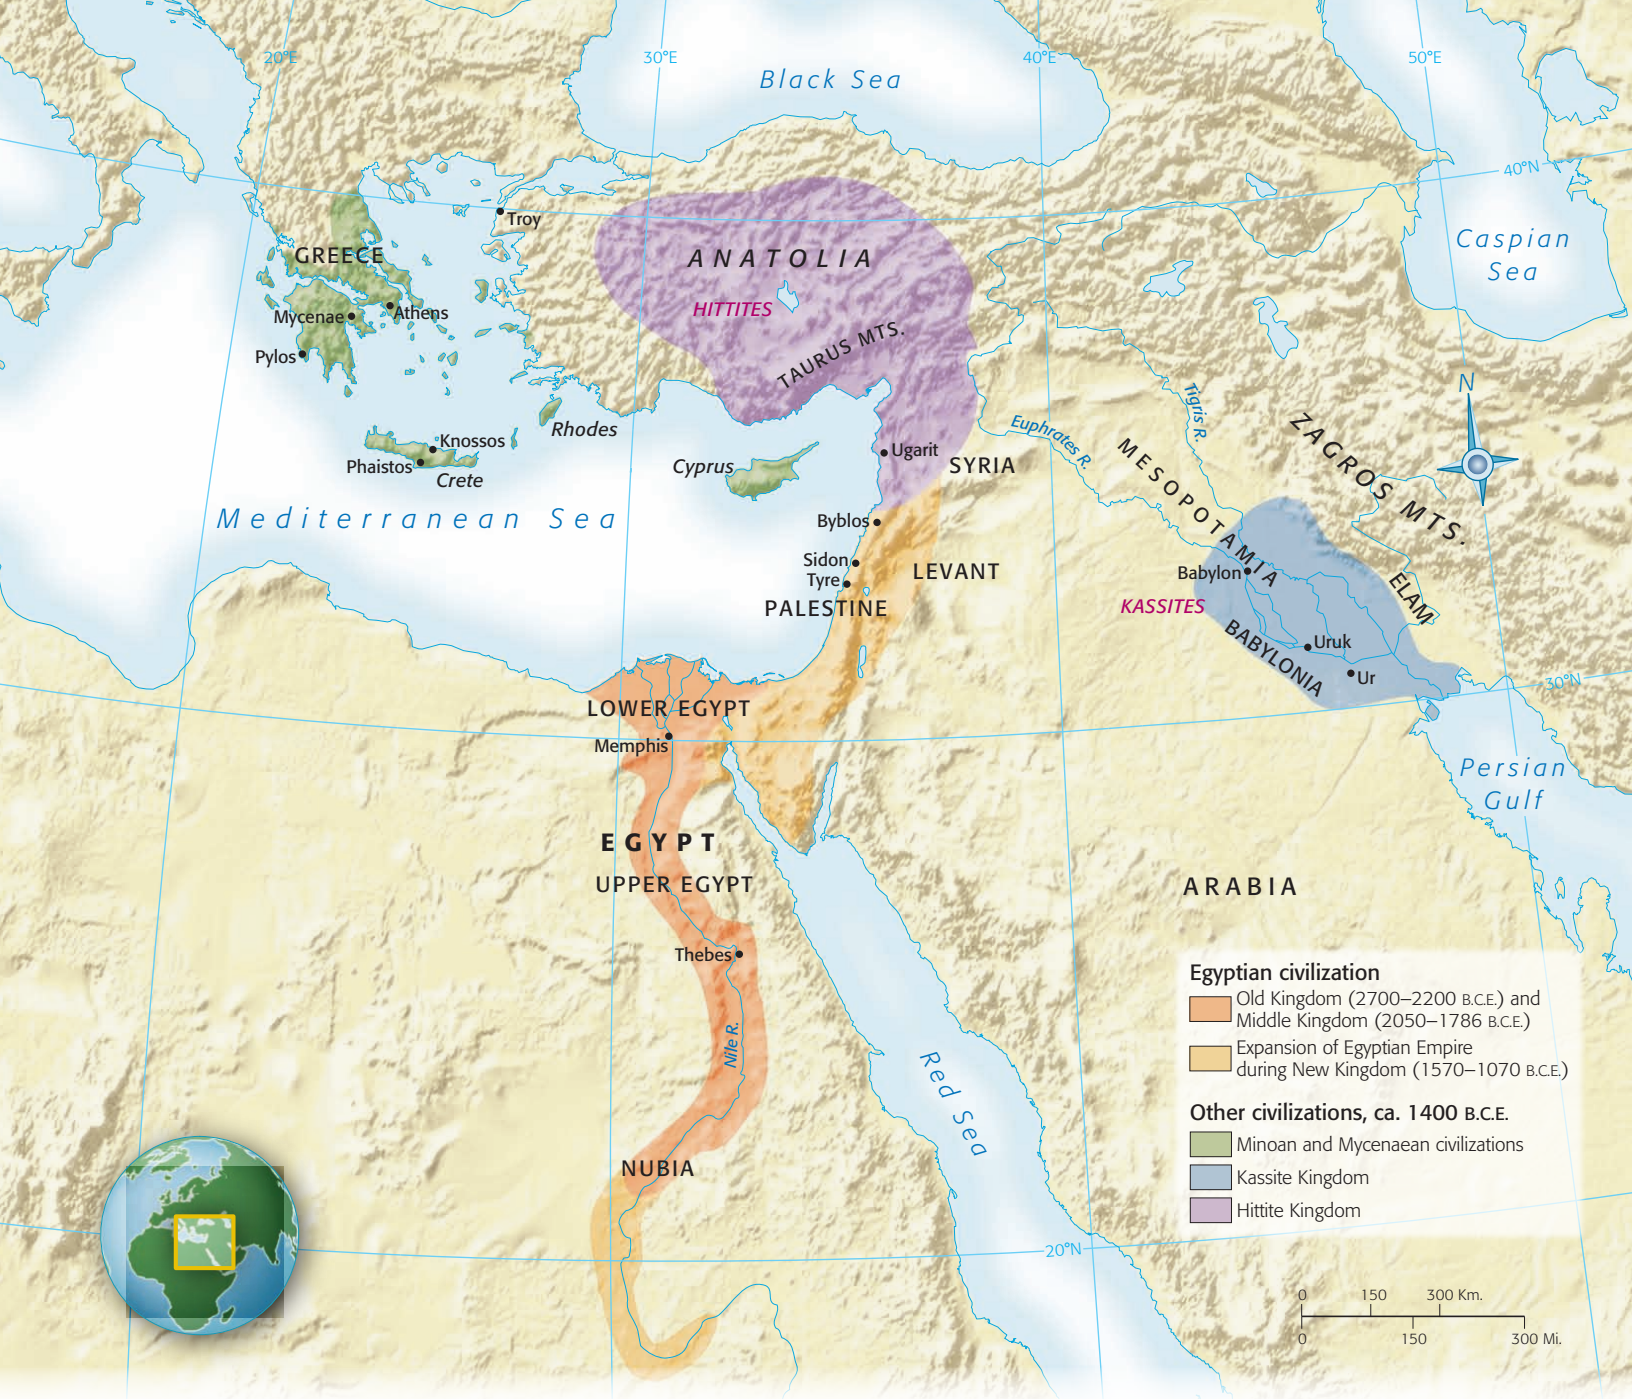 20°E
30°E
40°E
50°E
Black Sea
40°N
Caspian
Sea
Troy
GREECE
ANATOLIA
HITTITES
Mycenae
Athens
TAURUS MTS.
Pylos
N
Tigris R.
Rhodes
Euphrates R.
ZAGROS MTS.
Knossos
Phaistos
Crete
Cyprus
Ugarit
SYRIA
MESOPOTAMIA
Mediterranean Sea
Byblos
Sidon
Tyre
LEVANT
Babylon
ELAM
PALESTINE
KASSITES
BABYLONIA
Uruk
Ur
30°N
LOWER EGYPT
Memphis
Persian
Gulf
EGYPT
UPPER EGYPT
ARABIA
Thebes
Nile R.
Red Sea
NUBIA
20°N
Egyptian civilization
Old Kingdom (2700–2200 B.C.E.) and
Middle Kingdom (2050–1786 B.C.E.)
Expansion of Egyptian Empire
during New Kingdom (1570–1070 B.C.E.)
Other civilizations, ca. 1400 B.C.E.
Minoan and Mycenaean civilizations
Kassite Kingdom
Hittite Kingdom
0 150 300 Km.
0 150 300 Mi.